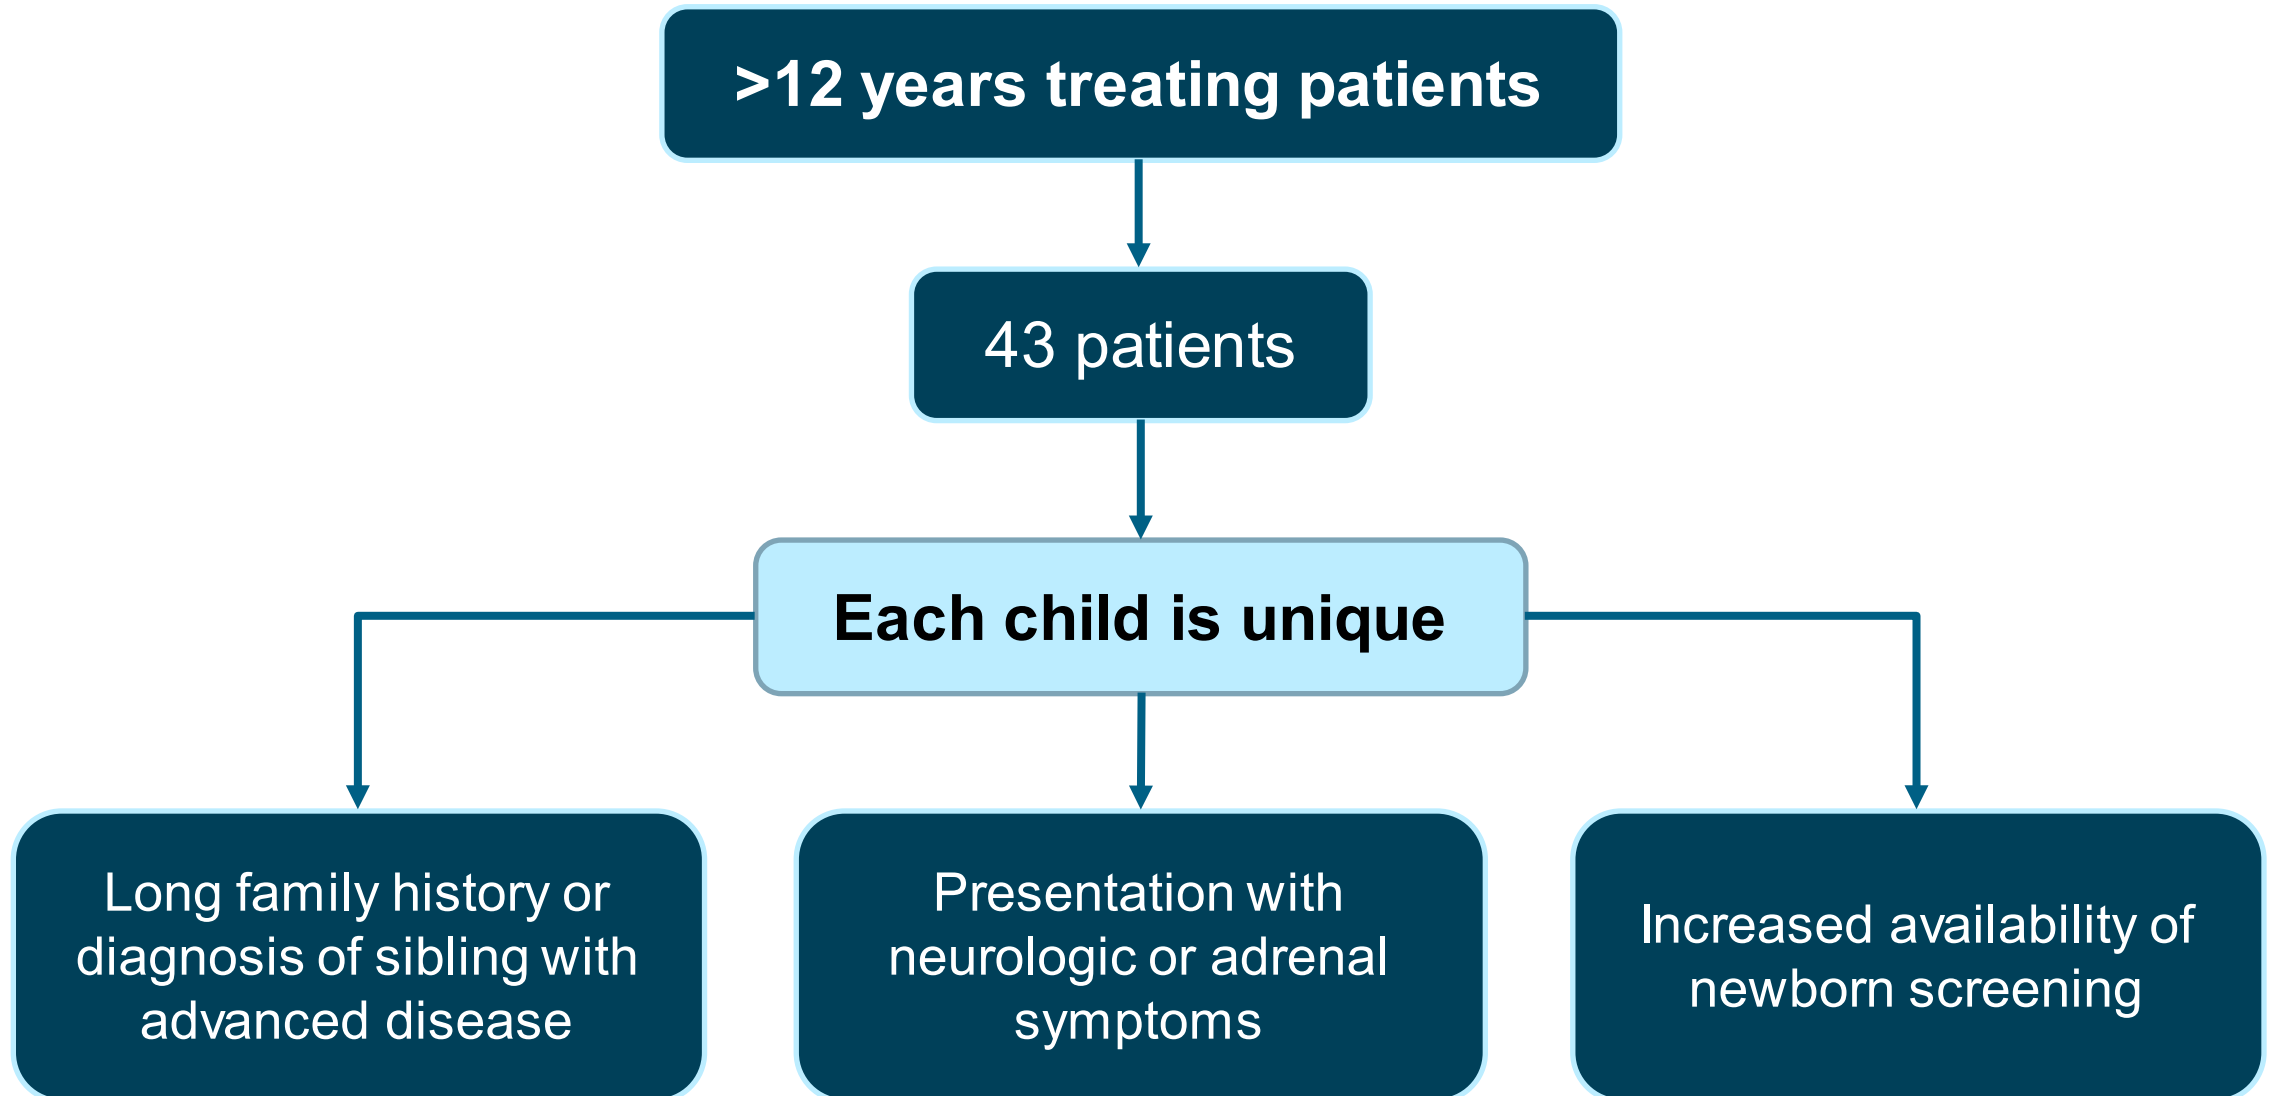 >12 years treating patients
43 patients
Each child is unique
Long family history or
diagnosis of sibling with
advanced disease
Presentation with
neurologic or adrenal
symptoms
Increased availability of
newborn screening